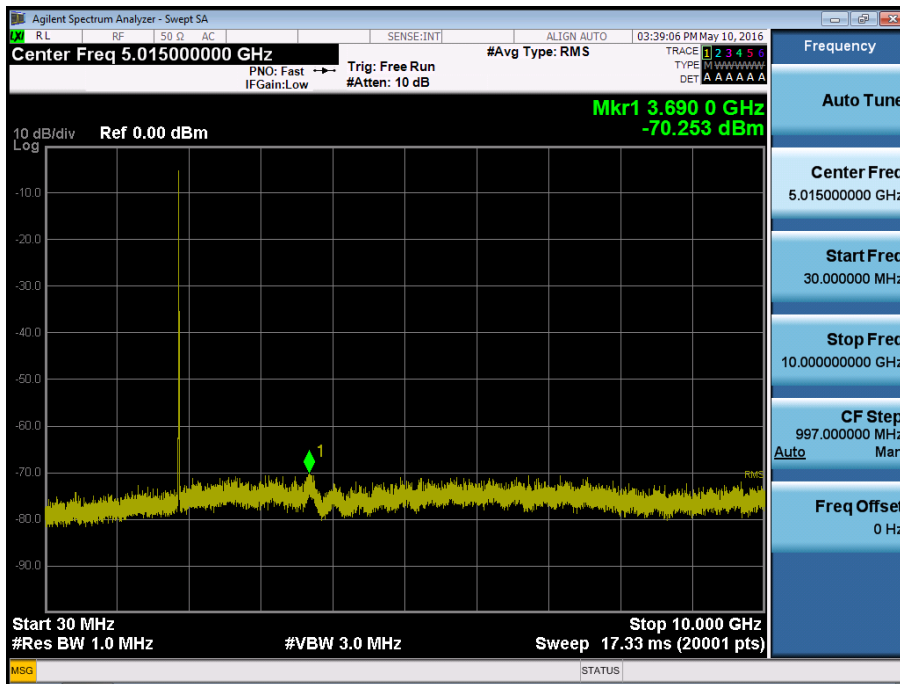 Agilent Spectrum Analyzer - Swept SA
LXI RL RF 50 Ω AC SENSE:INT ALIGN AUTO 03:39:06 PM May 10, 2016
Center Freq 5.015000000 GHz
#Avg Type: RMS
TRACE 1 2 3 4 5 6
PNO: Fast Trig: Free Run
TYPE M WWWWW
IFGain:Low #Atten: 10 dB
DET A A A A A A
Mkr1 3.690 0 GHz
-70.253 dBm
10 dB/div Ref 0.00 dBm
Log
-10.0
-20.0
-30.0
-40.0
-50.0
-60.0
1
-70.0
RMS
-80.0
-90.0
Start 30 MHz Stop 10.000 GHz
#Res BW 1.0 MHz #VBW 3.0 MHz Sweep 17.33 ms (20001 pts)
MSG STATUS
Frequency
Auto Tune
Center Freq
5.015000000 GHz
Start Freq
30.000000 MHz
Stop Freq
10.000000000 GHz
CF Step
997.000000 MHz
Auto Man
Freq Offset
0 Hz